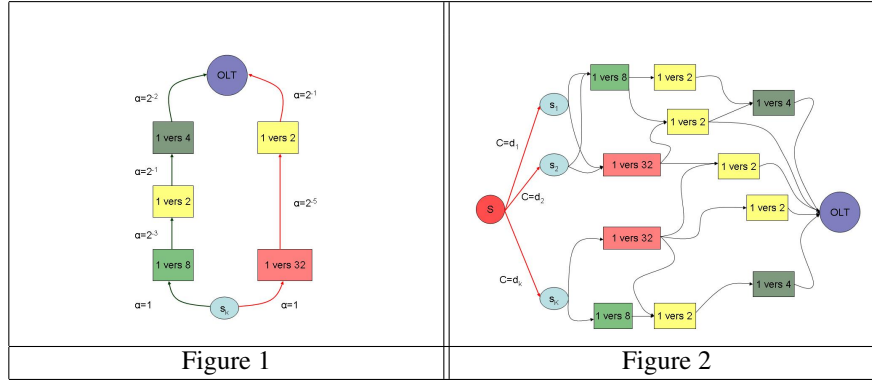 OLT
α=2-2
α=2-1
1 vers 4
1 vers 2
α=2-1
1 vers 2
α=2-5
α=2-3
1 vers 8
1 vers 32
α=1
sK
α=1
Figure 1
1 vers 8
1 vers 2
s1
1 vers 4
1 vers 2
C=d1
s2
1 vers 32
1 vers 2
C=d2
S
1 vers 2
OLT
1 vers 32
C=dk
sK
1 vers 4
1 vers 8
1 vers 2
Figure 2